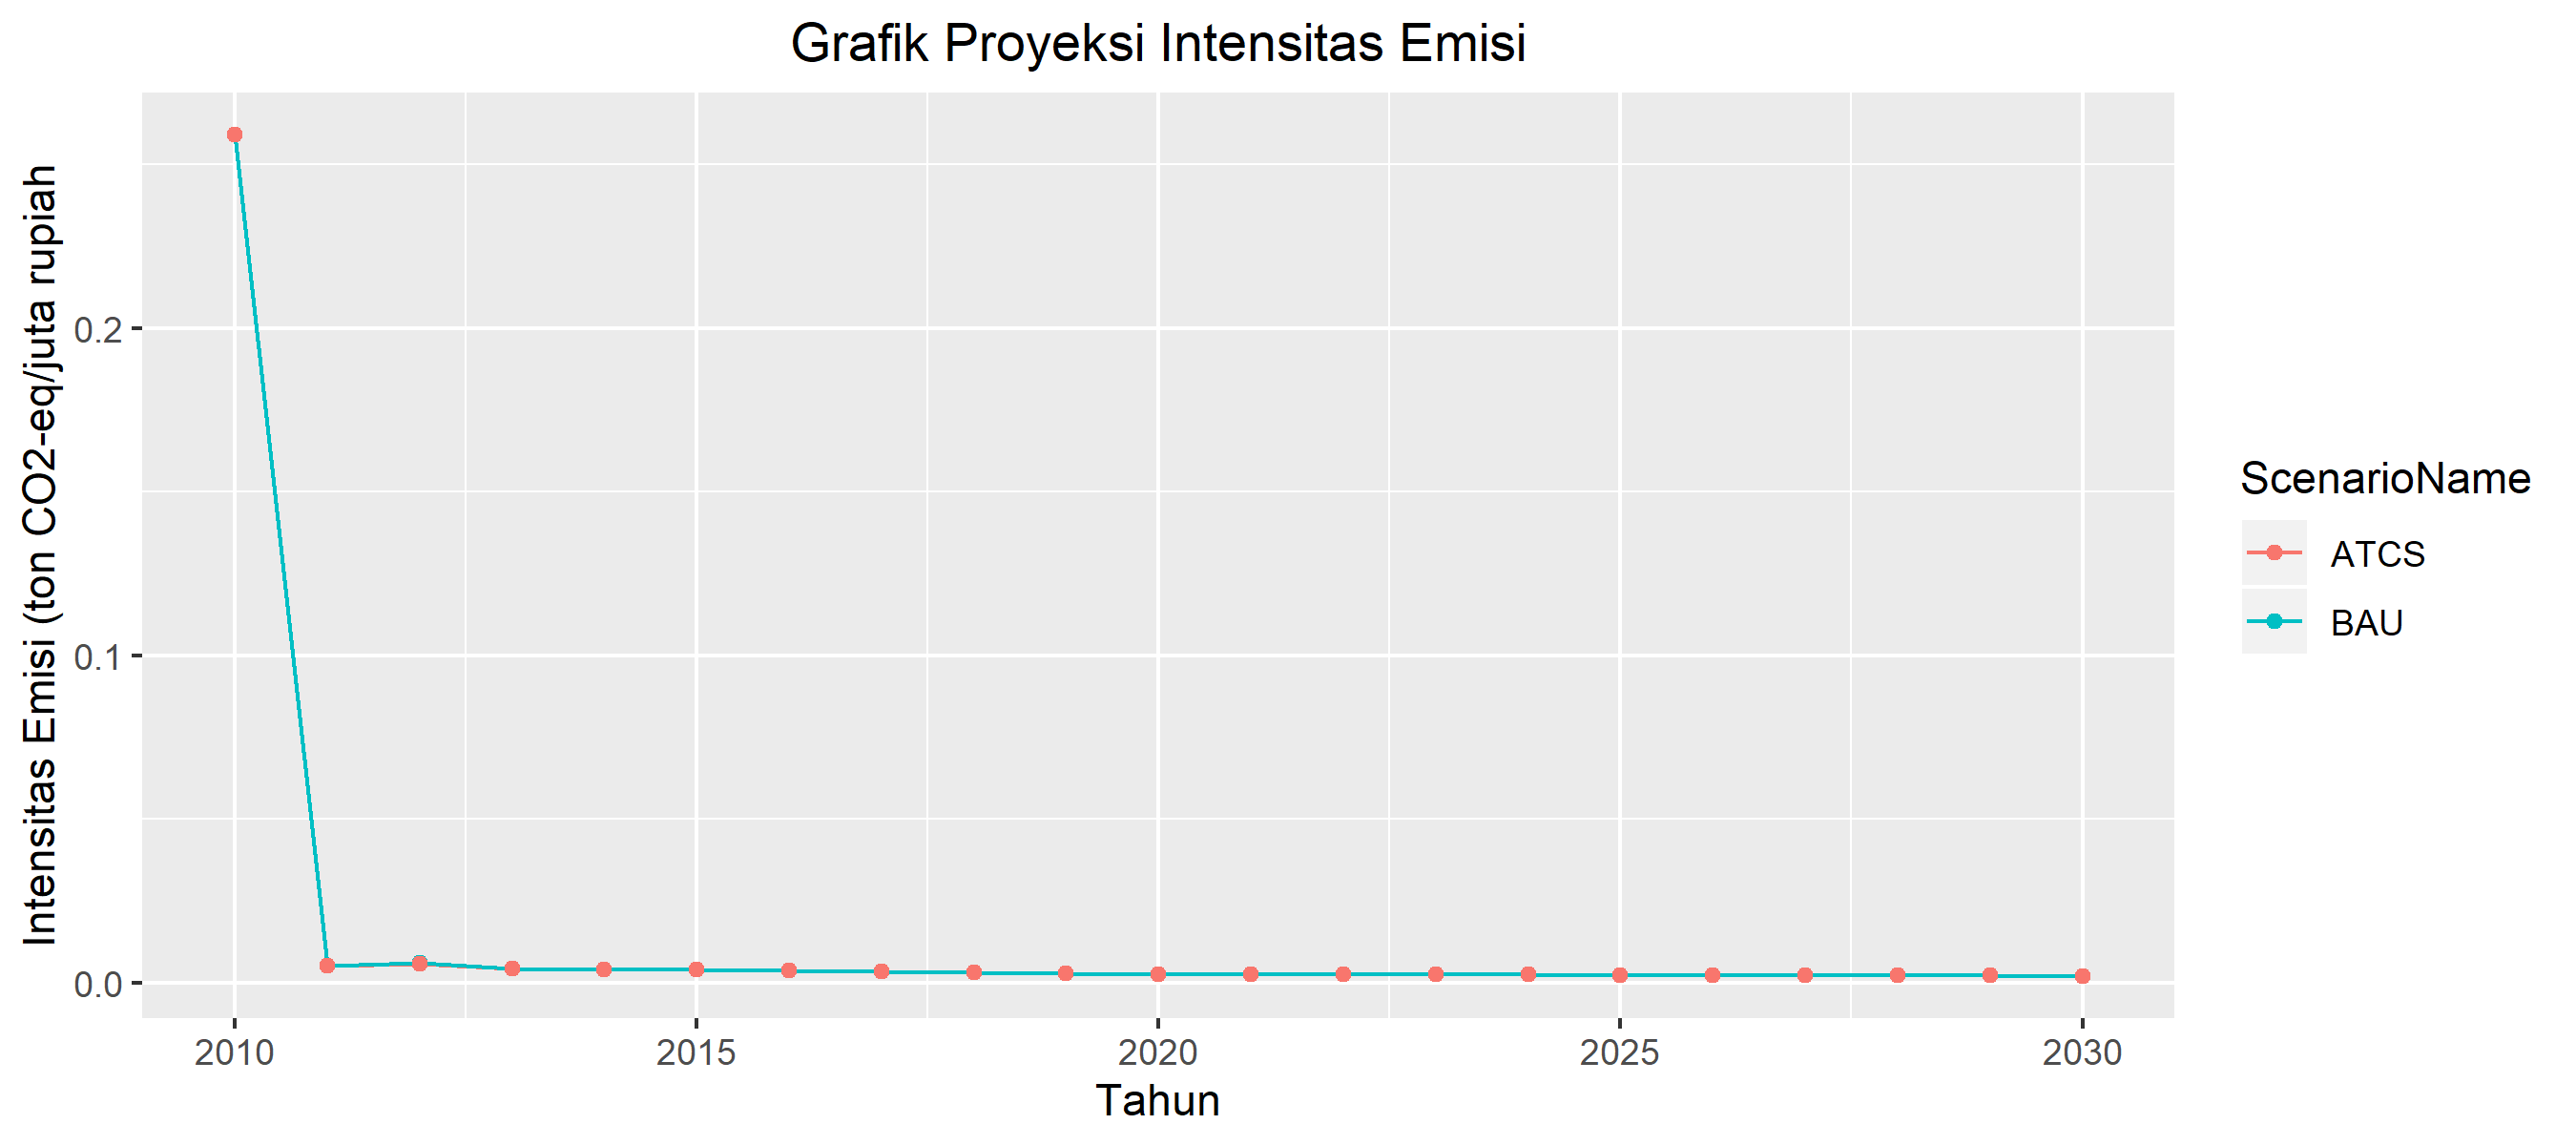 Grafik Proyeksi Intensitas Emisi
Intensitas Emisi (ton CO2-eq/juta rupiah
0.2
0.1
0.0
2010 2015 2020 2025 2030
Tahun
ScenarioName
ATCS
BAU